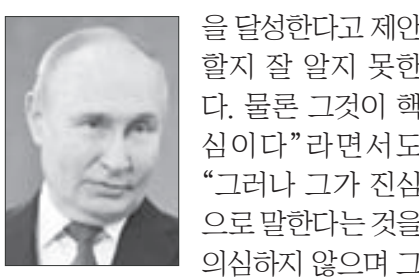 을 달성한다고 제안
할지 잘 알지 못한
다. 물론 그것이 핵
심이다”라면서도
“그러나 그가 진심
으로 말한다는 것을
의심하지 않으며 그